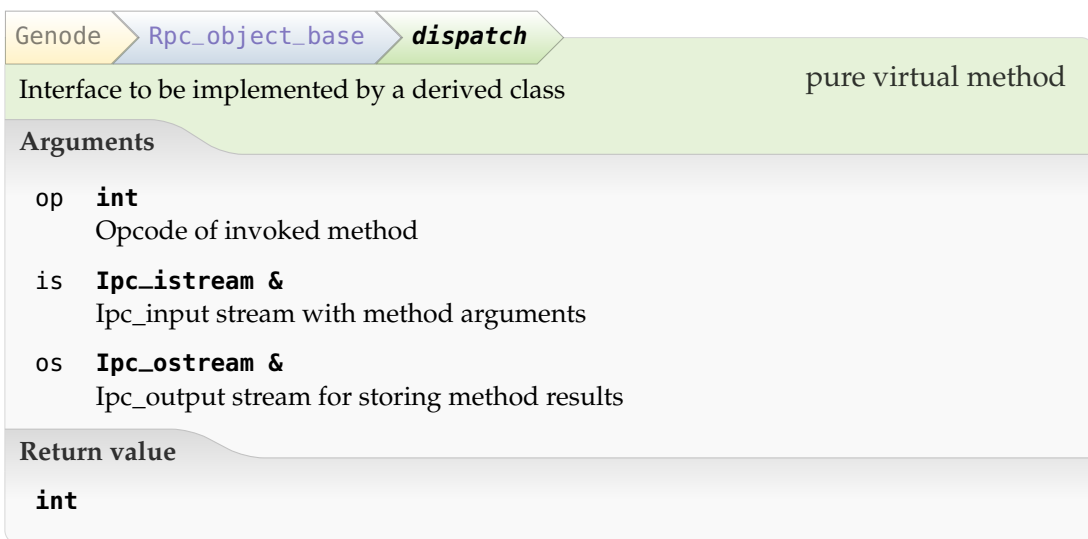 Genode Rpc_object_base dispatch
Interface to be implemented by a derived class pure virtual method
Arguments
op int
Opcode of invoked method
is Ipc_istream &
Ipc_input stream with method arguments
os Ipc_ostream &
Ipc_output stream for storing method results
Return value
int